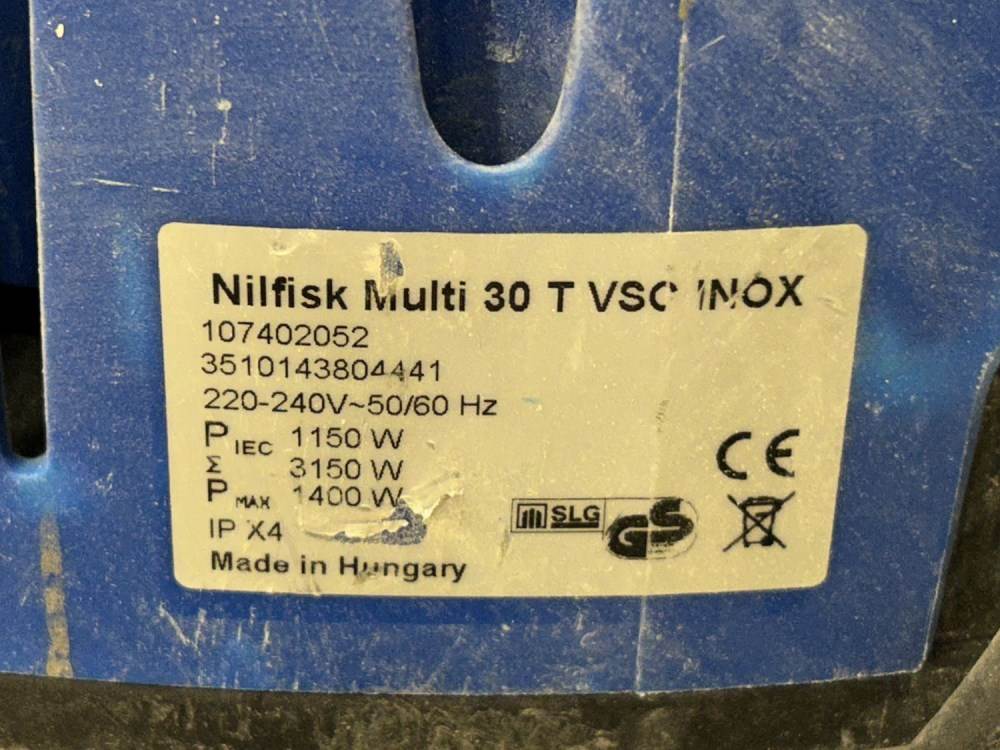 Nilfisk Multi 30 T VSC INOX
107402052
3510143804441
220-240V~50/60 Hz
P IEC 1150 W
Σ 3150 W
P MAX 1400 W
IP X4
Made in Hungary
SLG
GS
CE